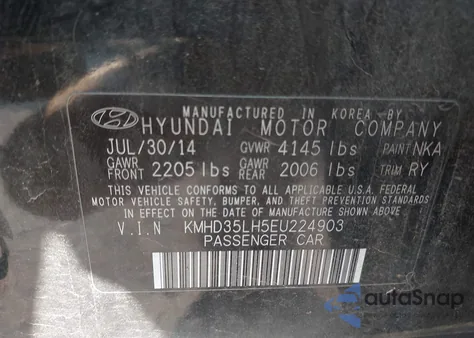 MANUFACTURED IN KOREA BY
HYUNDAI MOTOR COMPANY
JUL/30/14 GVWR 4145 lbs PAINT NKA
GAWR FRONT 2205 lbs GAWR REAR 2006 lbs TRIM RY
THIS VEHICLE CONFORMS TO ALL APPLICABLE U.S.A. FEDERAL
MOTOR VEHICLE SAFETY, BUMPER, AND THEFT PREVENTION STANDARDS
IN EFFECT ON THE DATE OF MANUFACTURE SHOWN ABOVE.
V.I.N KMHD35LH5EU224903
PASSENGER CAR
autaSnap